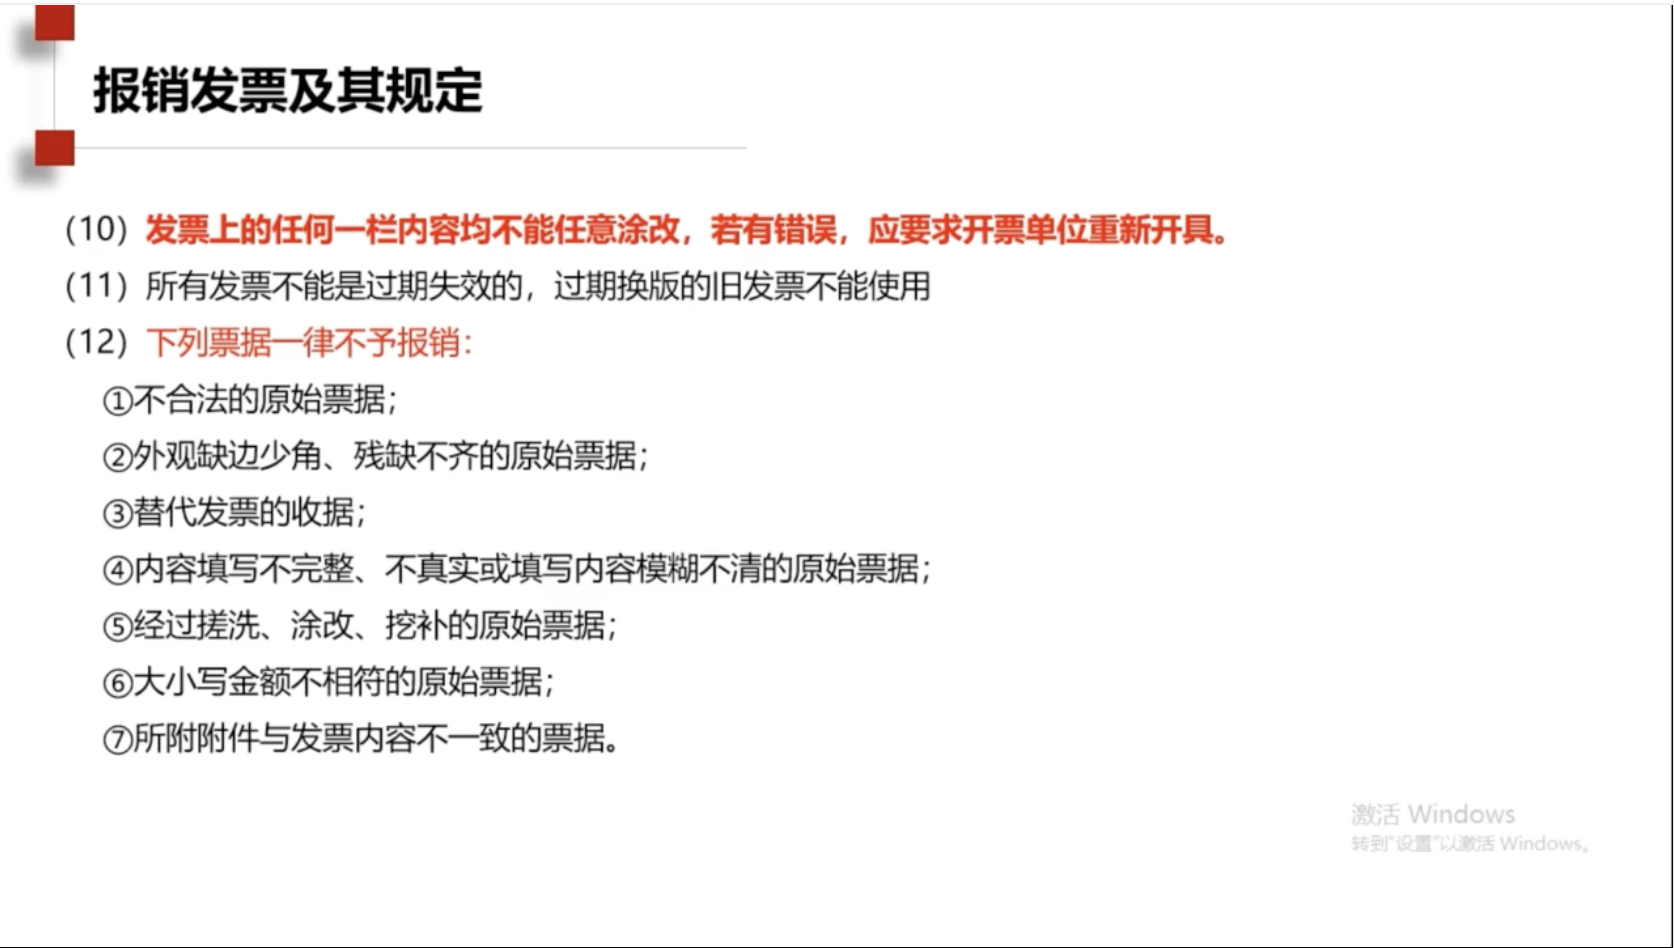 报销发票及其规定
（10）发票上的任何一栏内容均不能任意涂改，若有错误，应要求开票单位重新开具。
（11）所有发票不能是过期失效的，过期换版的旧发票不能使用
（12）下列票据一律不予报销：
①不合法的原始票据；
②外观缺边少角、残缺不齐的原始票据；
③替代发票的收据；
④内容填写不完整、不真实或填写内容模糊不清的原始票据；
⑤经过搓洗、涂改、挖补的原始票据；
⑥大小写金额不相符的原始票据；
⑦所附附件与发票内容不一致的票据。
激活 Windows
转到“设置”以激活 Windows。